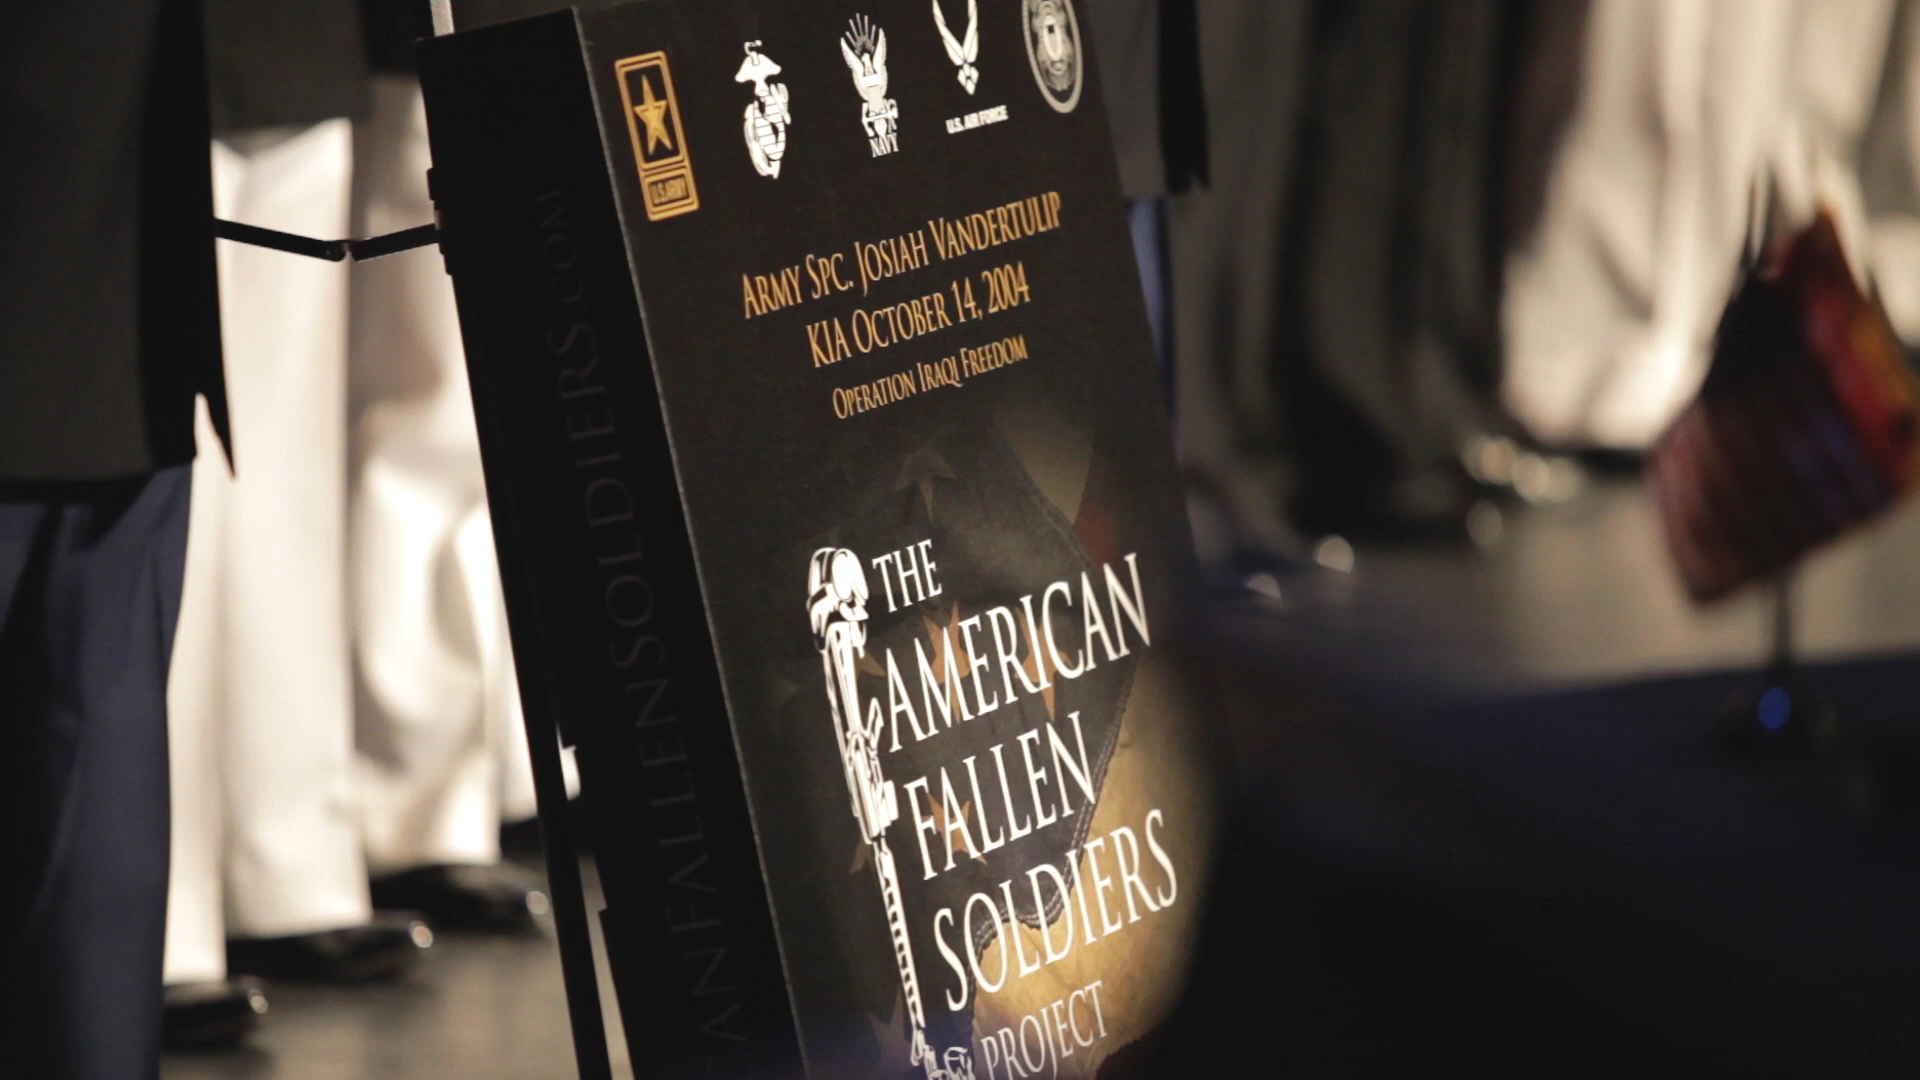 U.S.ARMY
NAVY
U.S. AIR FORCE
ARMY SPC. JOSIAH VANDERTULIP
KIA OCTOBER 14, 2004
OPERATION IRAQI FREEDOM
THE
AMERICAN
FALLEN
SOLDIERS
PROJECT
ANFALLENSOLDIERS.COM